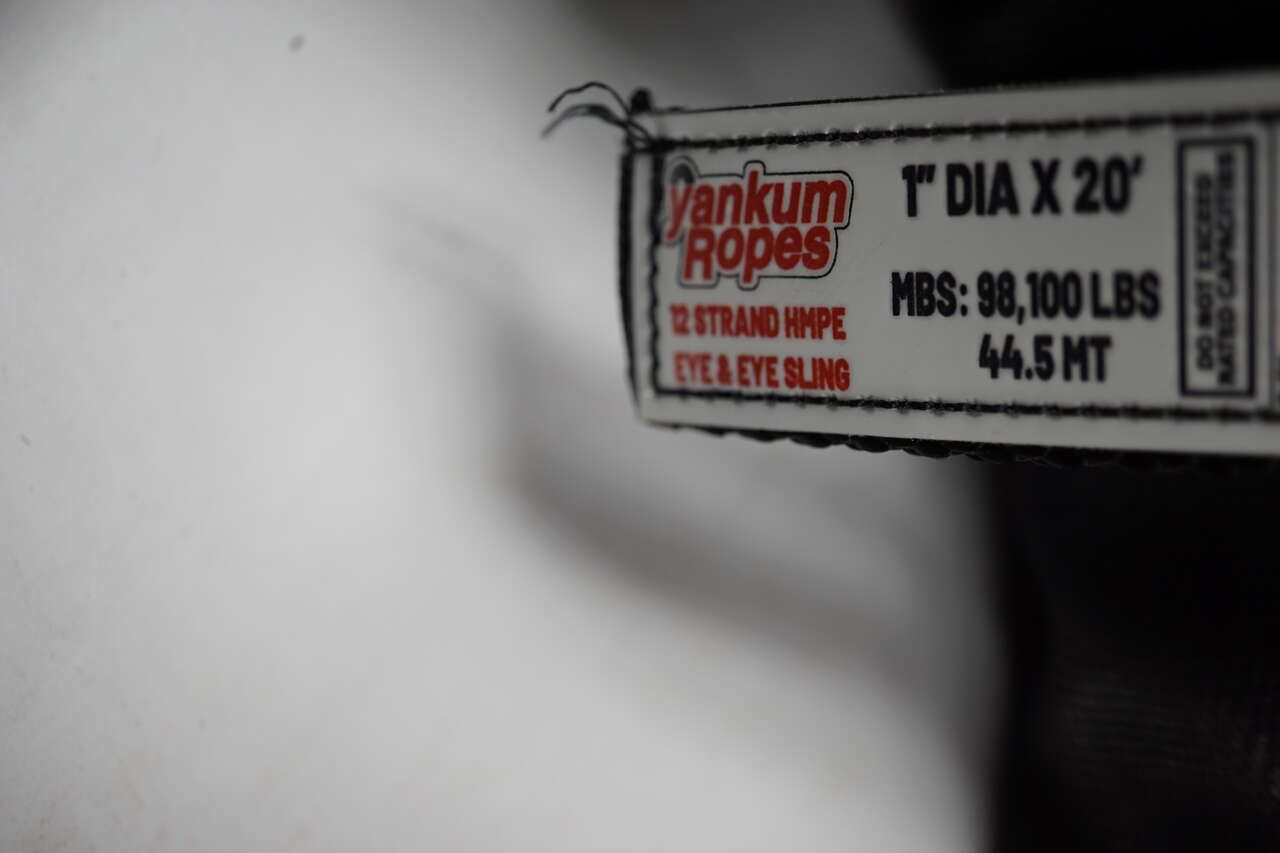 yankum
Ropes
12 STRAND HMPE
EYE & EYE SLING
1" DIA X 20'
MBS: 98,100 LBS
44.5 MT
DO NOT EXCEED
RATED CAPACITIES